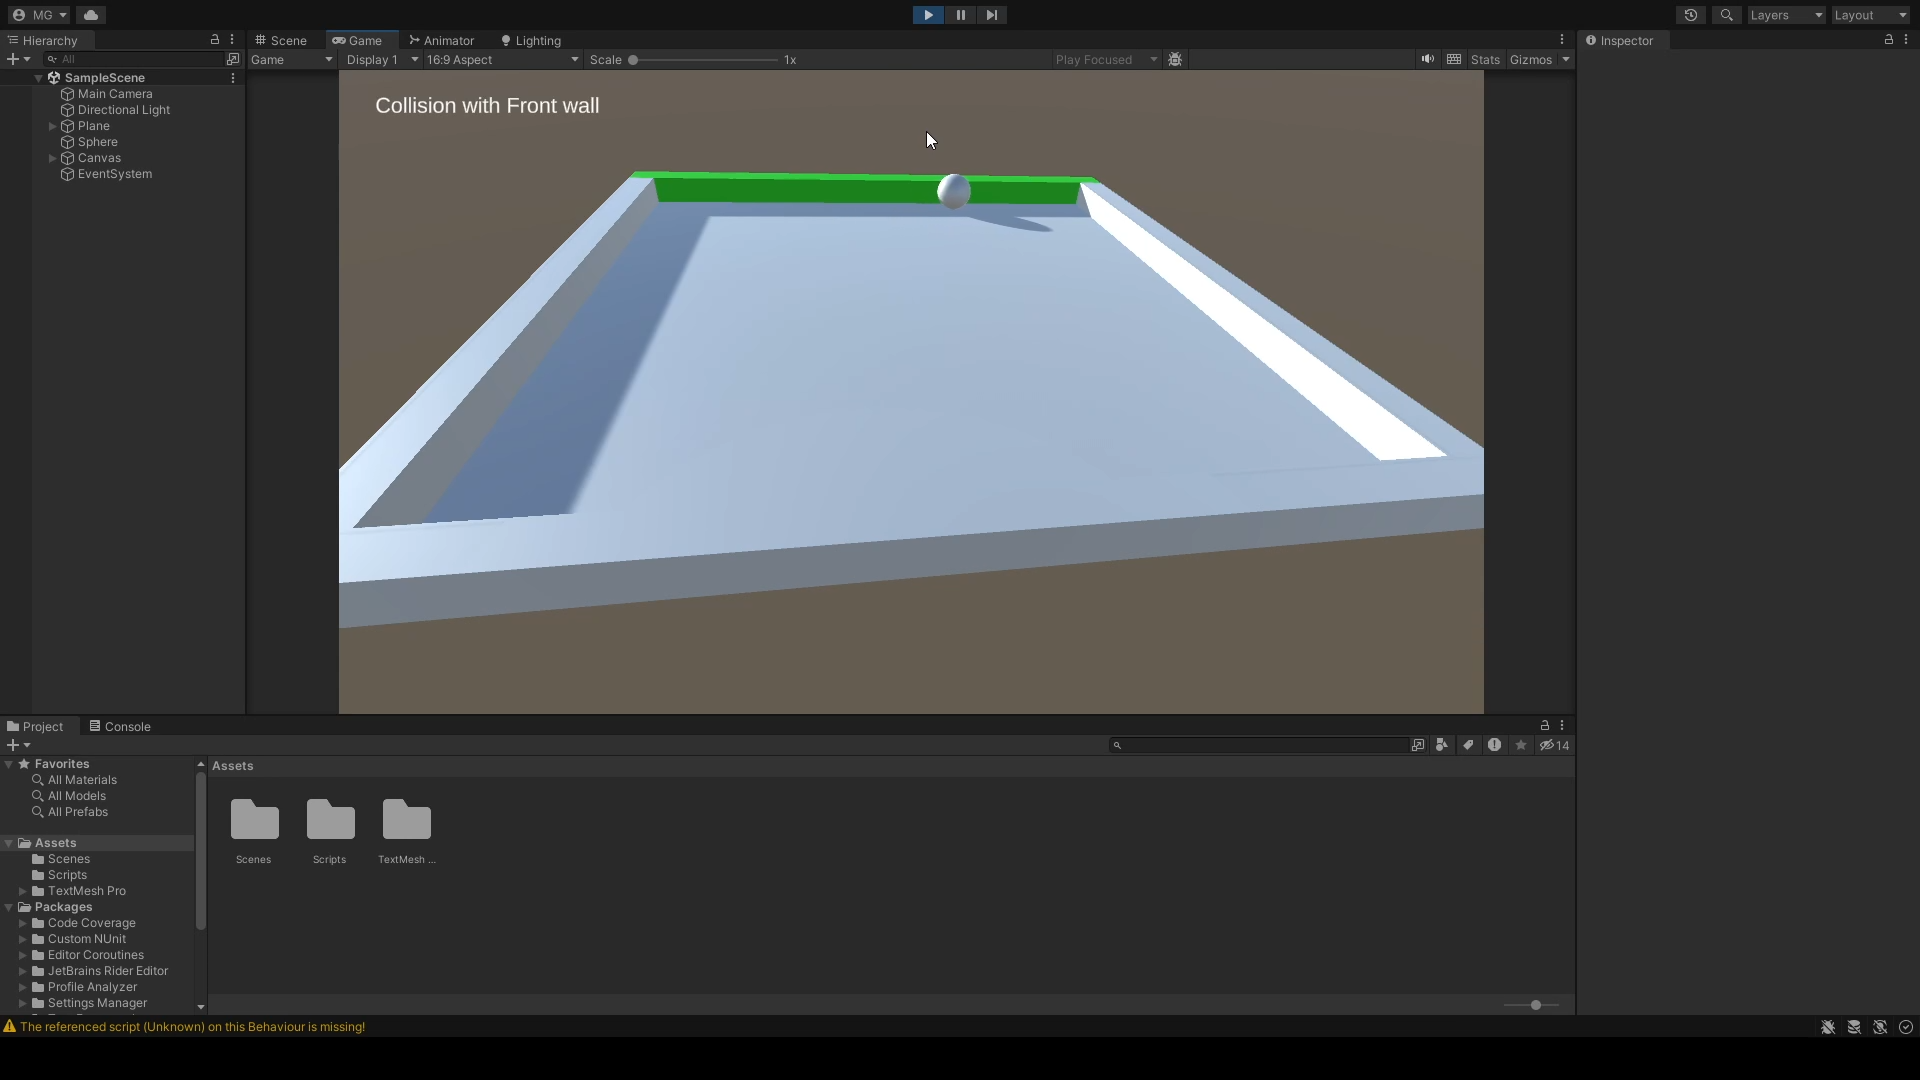 MG
Layers
Layout
Hierarchy
Scene
Game
Animator
Lighting
Inspector
All
Game
Display 1
16:9 Aspect
Scale
1x
Play Focused
Stats
Gizmos
SampleScene
Main Camera
Directional Light
Plane
Sphere
Canvas
EventSystem
Collision with Front wall
Project
Console
14
Favorites
All Materials
All Models
All Prefabs
Assets
Scenes
Scripts
TextMesh Pro
Packages
Code Coverage
Custom NUnit
Editor Coroutines
JetBrains Rider Editor
Profile Analyzer
Settings Manager
Assets
Scenes
Scripts
TextMesh ...
The referenced script (Unknown) on this Behaviour is missing!